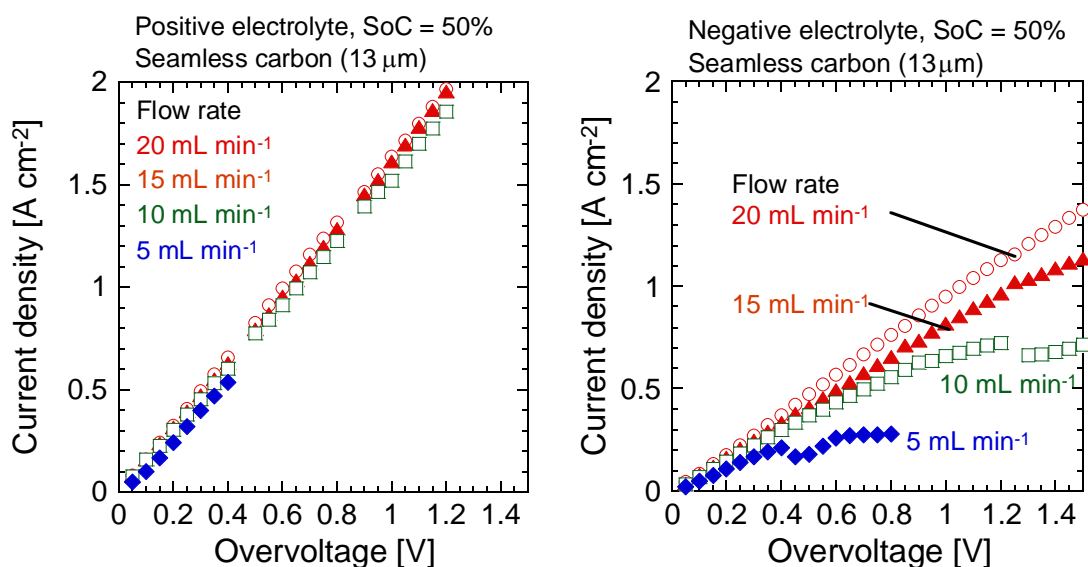 Positive electrolyte, SoC = 50%
Seamless carbon (13 μm)
Flow rate
20 mL min-1
15 mL min-1
10 mL min-1
5 mL min-1
2
1.5
1
0.5
0
0 0.2 0.4 0.6 0.8 1 1.2 1.4
Current density [A cm-2]
Overvoltage [V]
Negative electrolyte, SoC = 50%
Seamless carbon (13μm)
Flow rate
20 mL min-1
15 mL min-1
10 mL min-1
5 mL min-1
2
1.5
1
0.5
0
0 0.2 0.4 0.6 0.8 1 1.2 1.4
Current density [A cm-2]
Overvoltage [V]